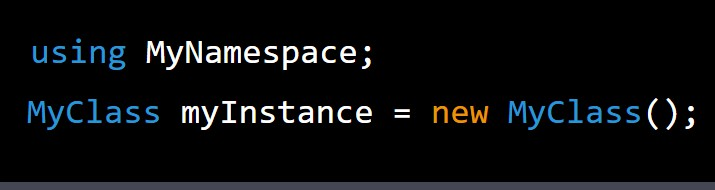 using MyNamespace;
MyClass myInstance = new MyClass();